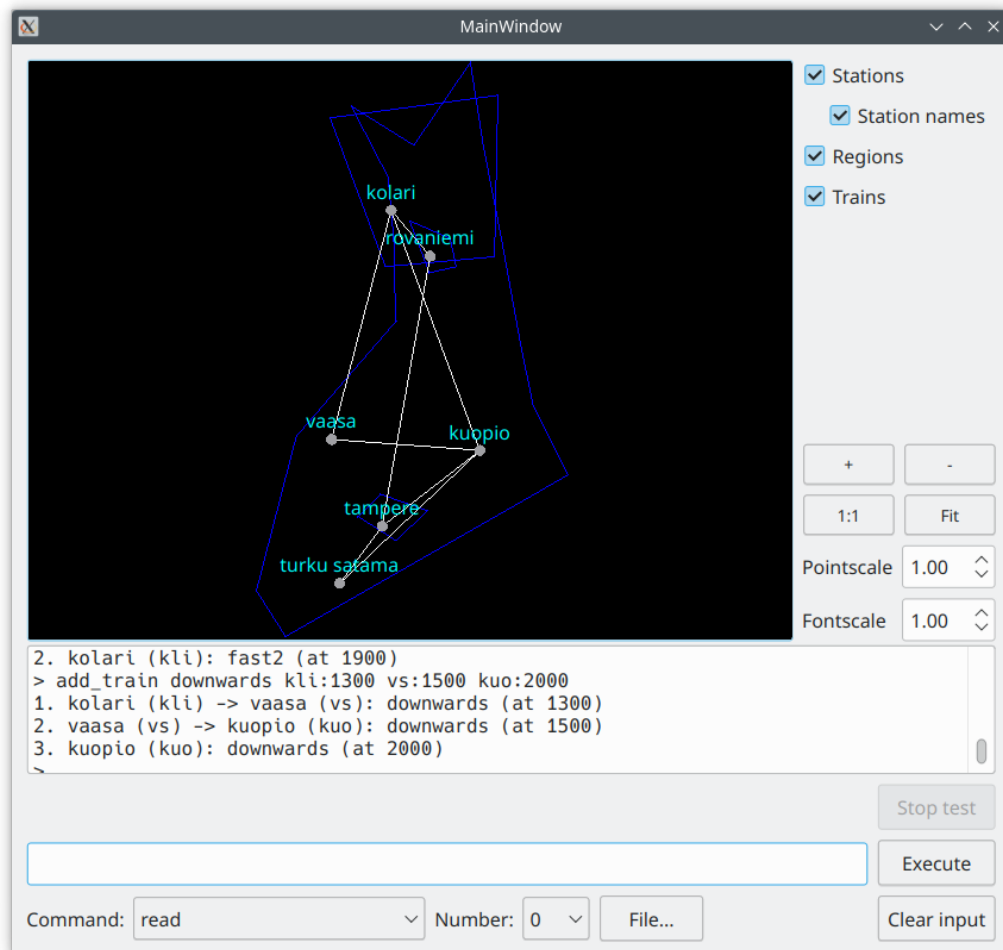 MainWindow
Stations
Station names
Regions
Trains
kolari
rovaniemi
vaasa
kuopio
tampere
turku satama
+
-
1:1
Fit
Pointscale 1.00
Fontscale 1.00
2. kolari (kli): fast2 (at 1900)
> add_train downwards kli:1300 vs:1500 kuo:2000
1. kolari (kli) -> vaasa (vs): downwards (at 1300)
2. vaasa (vs) -> kuopio (kuo): downwards (at 1500)
3. kuopio (kuo): downwards (at 2000)
>
Stop test
Execute
Command: read Number: 0 File... Clear input